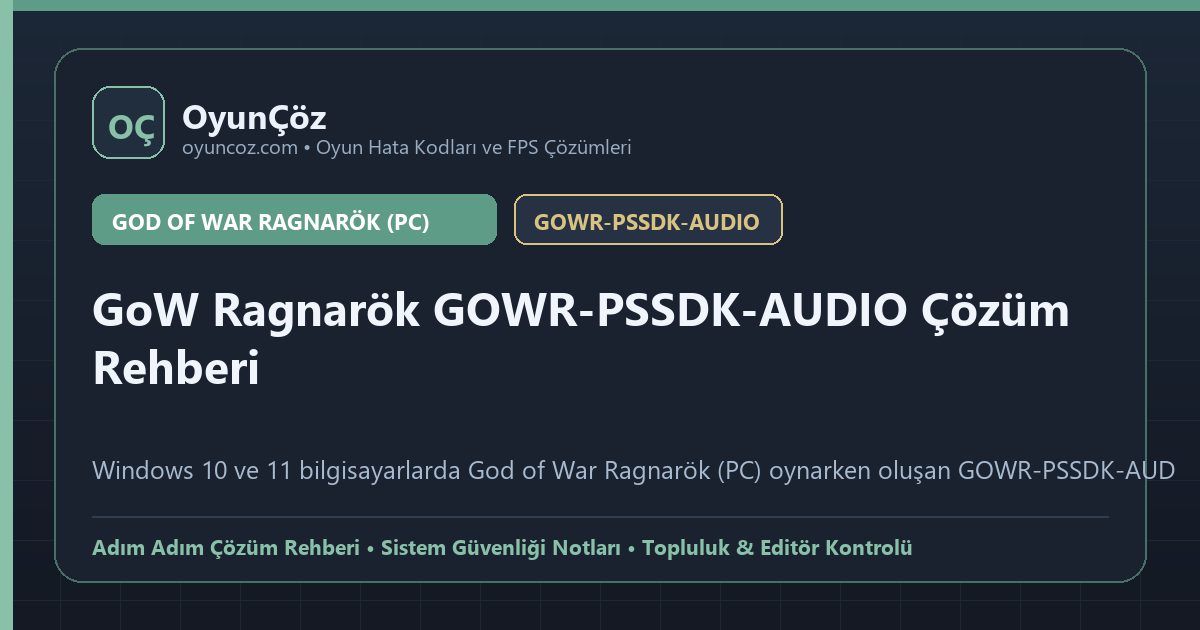 OÇ
OyunÇöz
oyuncoz.com • Oyun Hata Kodları ve FPS Çözümleri
GOD OF WAR RAGNARÖK (PC)
GOWR-PSSDK-AUDIO
GoW Ragnarök GOWR-PSSDK-AUDIO Çözüm
Rehberi
Windows 10 ve 11 bilgisayarlarda God of War Ragnarök (PC) oynarken oluşan GOWR-PSSDK-AUD
Adım Adım Çözüm Rehberi • Sistem Güvenliği Notları • Topluluk & Editör Kontrolü